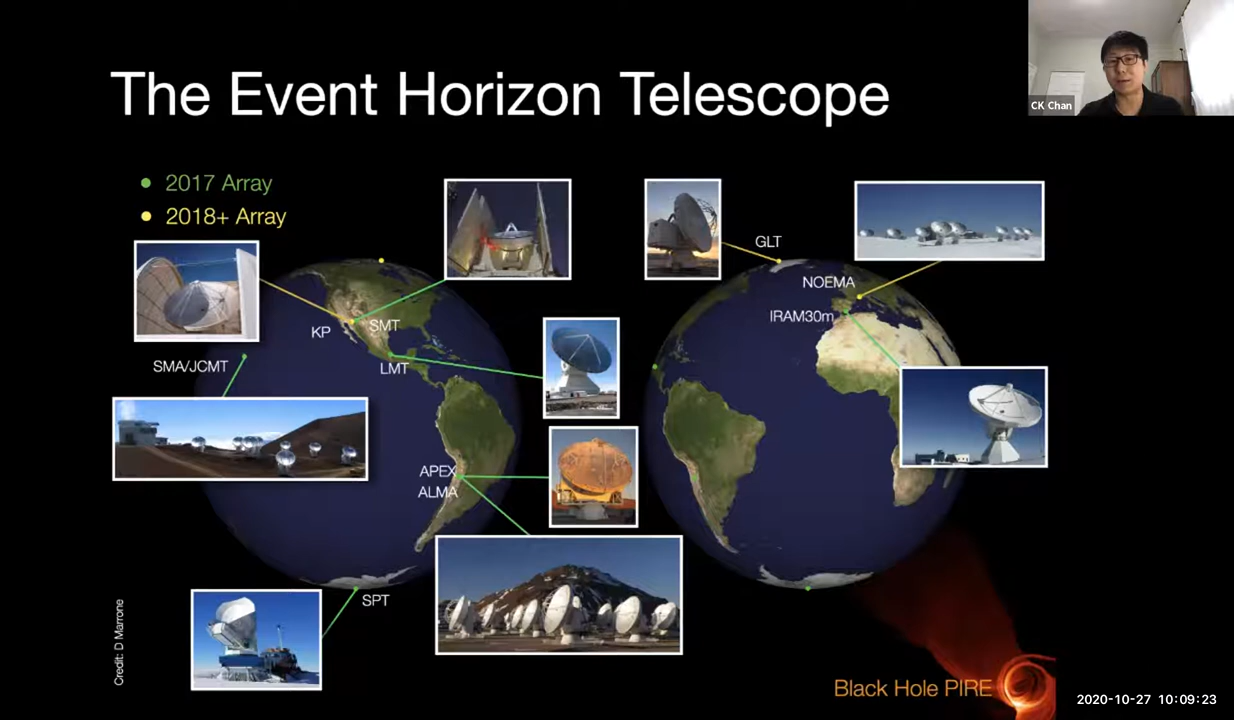 The Event Horizon Telescope
CK Chan
2017 Array
2018+ Array
GLT
NOEMA
KP
SMT
IRAM30m
SMA/JCMT
LMT
APEX
ALMA
SPT
Credit: D Marrone
Black Hole PIRE
2020-10-27 10:09:23